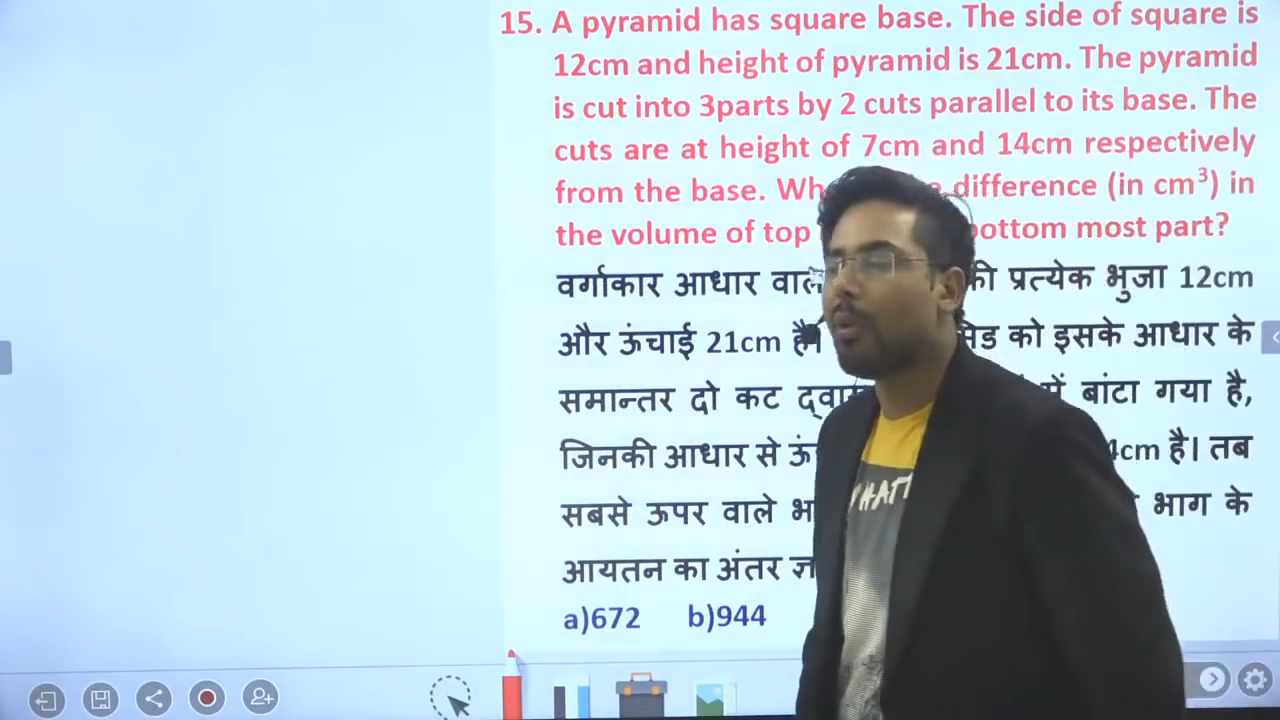 15. A pyramid has square base. The side of square is
12cm and height of pyramid is 21cm. The pyramid
is cut into 3parts by 2 cuts parallel to its base. The
cuts are at height of 7cm and 14cm respectively
from the base. difference (in cm³) in
the volume of top bottom most part?
वर्गाकार आधार की प्रत्येक भुजा 12cm
और ऊंचाई 21cm है। को इसके आधार के
समान्तर दो कट में बांटा गया है,
जिनकी आधार से है। तब
सबसे ऊपर वाले भाग के
आयतन का अंतर
a)672 b)944